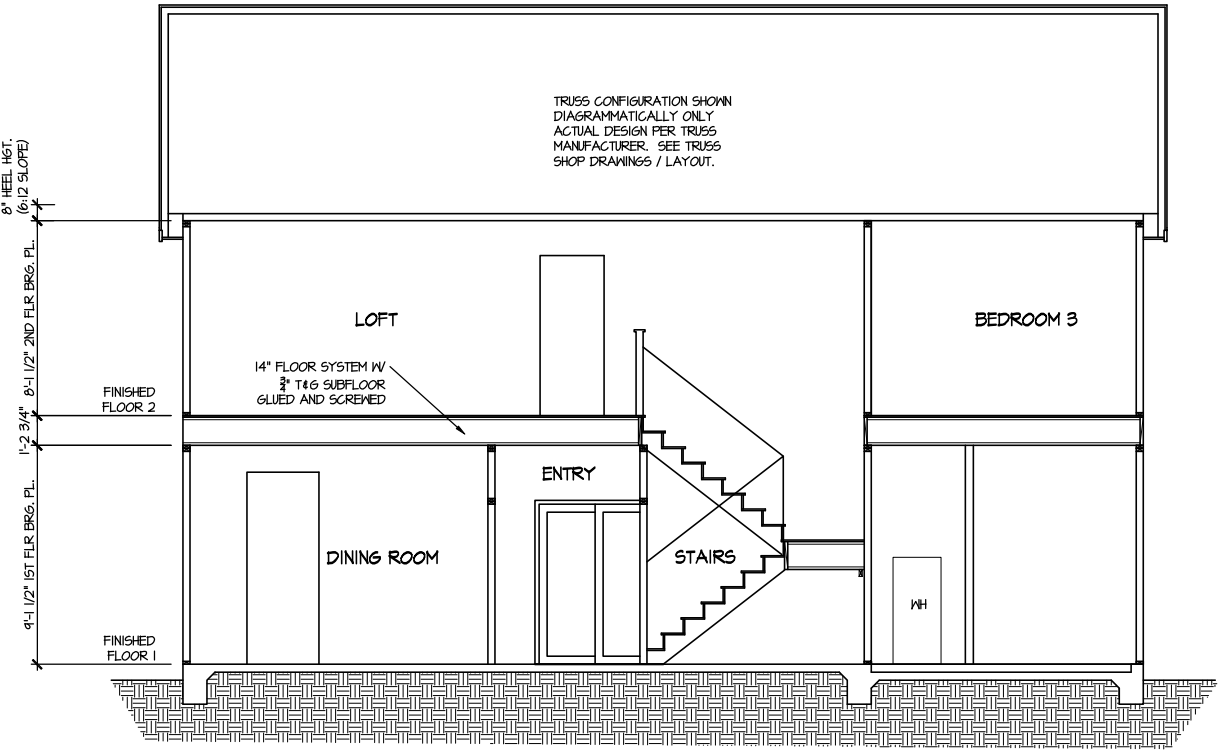 TRUSS CONFIGURATION SHOWN
DIAGRAMMATICALLY ONLY
ACTUAL DESIGN PER TRUSS
MANUFACTURER. SEE TRUSS
SHOP DRAWINGS / LAYOUT.
8" HEEL HGT.
(6:12 SLOPE)
8'-1 1/2" 2ND FLR BRG. PL.
LOFT
BEDROOM 3
14" FLOOR SYSTEM W/
3/4" T&G SUBFLOOR
GLUED AND SCREWED
FINISHED
FLOOR 2
1'-2 3/4"
ENTRY
9'-1 1/2" 1ST FLR BRG. PL.
DINING ROOM
STAIRS
WH
FINISHED
FLOOR 1